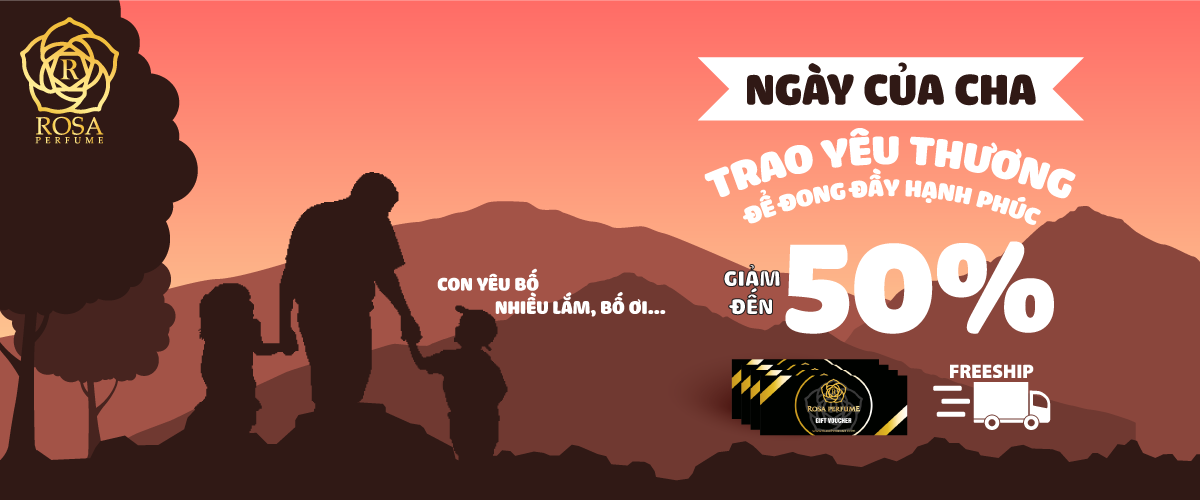 R
ROSA
PERFUME
NGÀY CỦA CHA
TRAO YÊU THƯƠNG
ĐỂ ĐONG ĐẦY HẠNH PHÚC
CON YÊU BỐ
NHIỀU LẮM, BỐ ƠI...
GIẢM
ĐẾN
50%
ROSA PERFUME
GIFT VOUCHER
FREESHIP